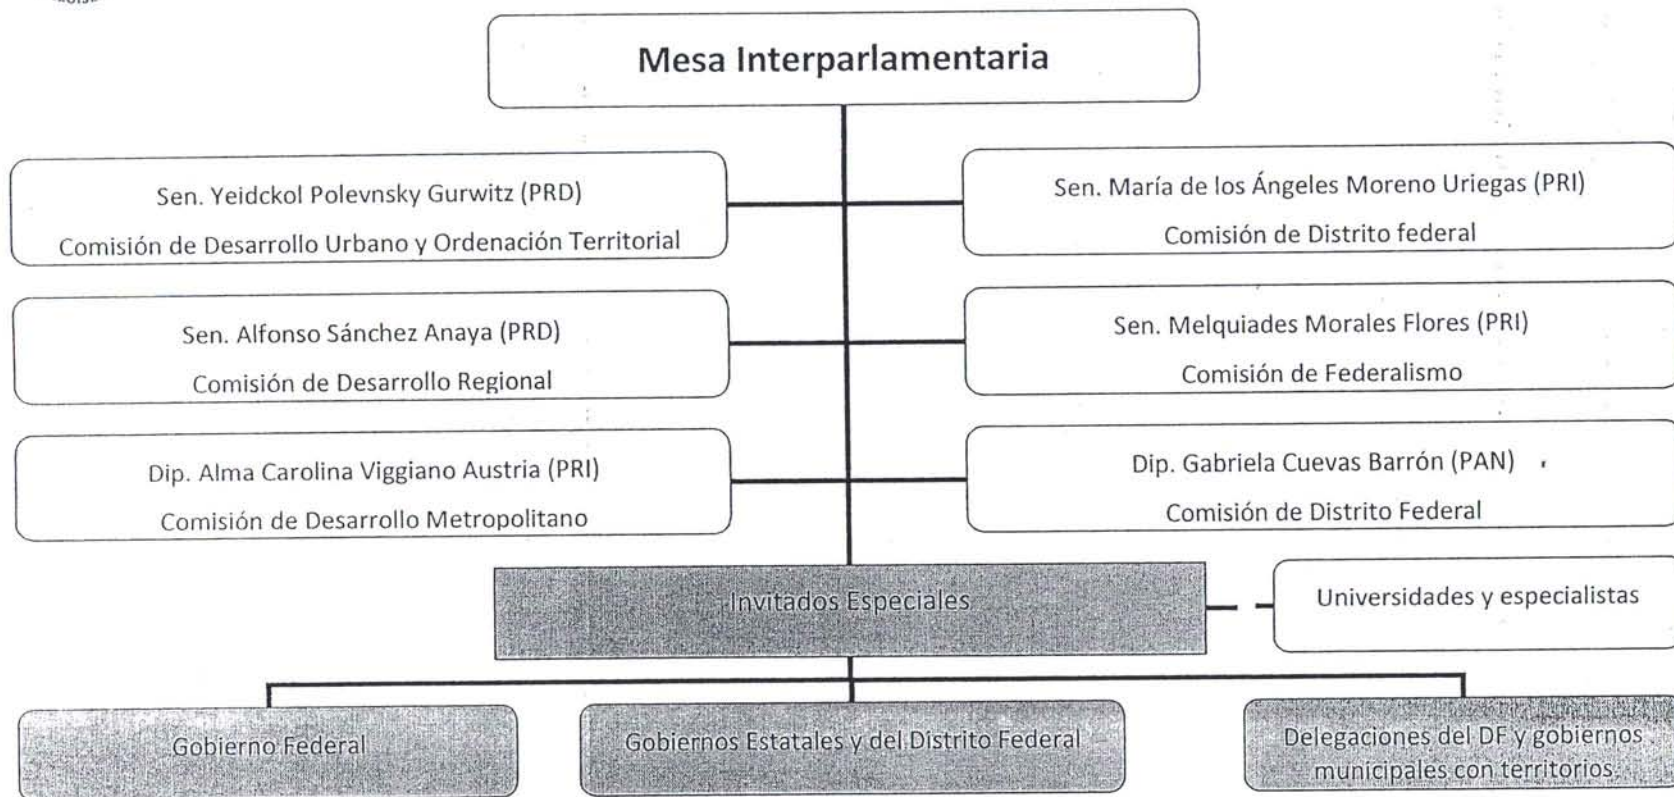 Mesa Interparlamentaria
Sen. Yeidckol Polevnsky Gurwitz (PRD)
Comisión de Desarrollo Urbano y Ordenación Territorial
Sen. María de los Ángeles Moreno Uriegas (PRI)
Comisión de Distrito federal
Sen. Alfonso Sánchez Anaya (PRD)
Comisión de Desarrollo Regional
Sen. Melquiades Morales Flores (PRI)
Comisión de Federalismo
Dip. Alma Carolina Viggiano Austria (PRI)
Comisión de Desarrollo Metropolitano
Dip. Gabriela Cuevas Barrón (PAN)
Comisión de Distrito Federal
Invitados Especiales
Universidades y especialistas
Gobierno Federal
Gobiernos Estatales y del Distrito Federal
Delegaciones del DF y gobiernos
municipales con territorios